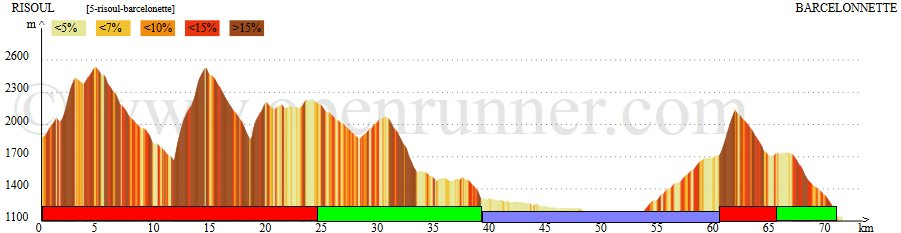 RISOUL [5-risoul-barcelonette] BARCELONNETTE
m
<5% <7% <10% <15% >15%
2600
2300
2000
1700
1400
1100
© www.openrunner.com
0 5 10 15 20 25 30 35 40 45 50 55 60 65 70 km